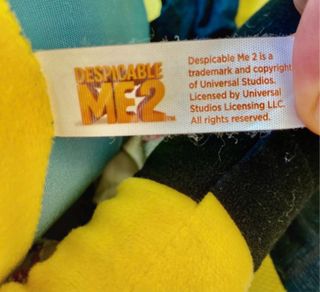 DESPICABLE
ME2™
Despicable Me 2 is a
trademark and copyright
of Universal Studios.
Licensed by Universal
Studios Licensing LLC.
All rights reserved.